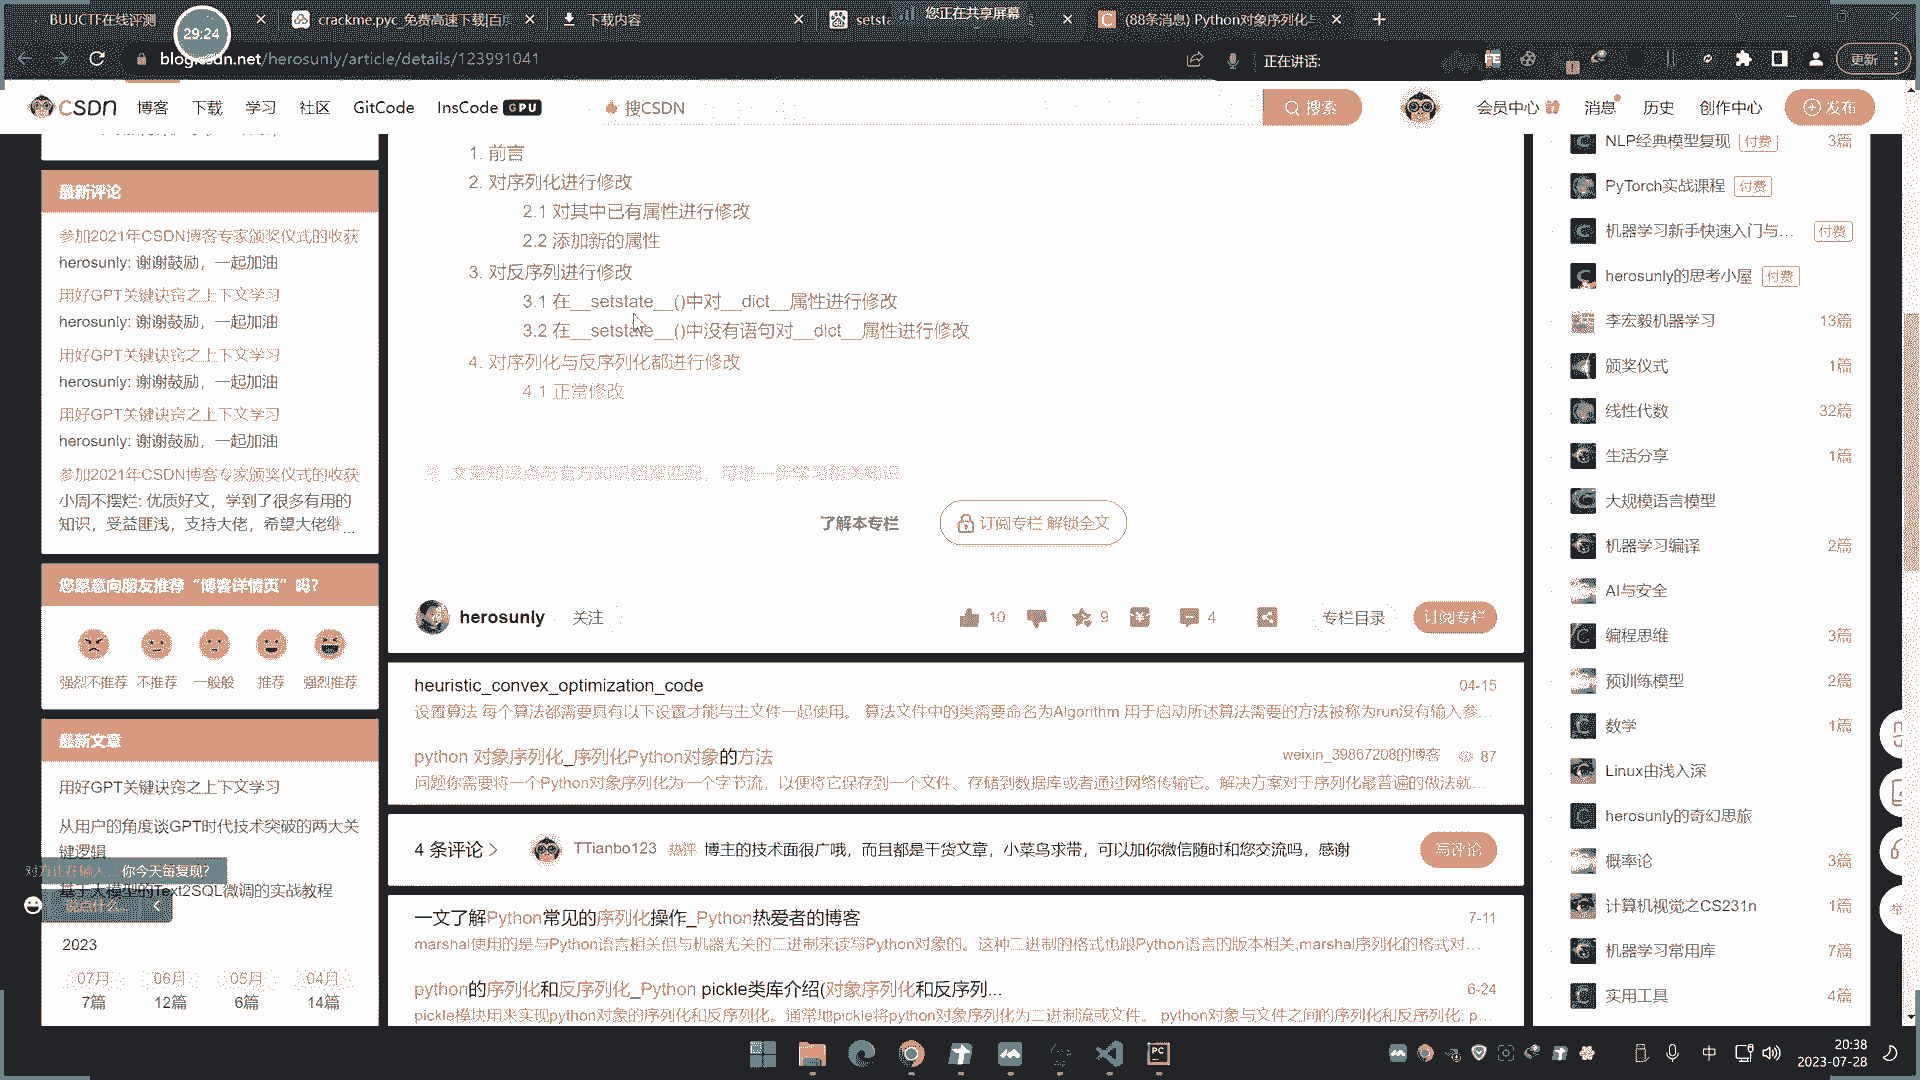 BUUCTF在线评测
crackme.pyc_免费高速下载|百度
下载内容
setsta
您正在共享屏幕
(88条消息) Python对象序列化与
29:24
blog.csdn.net/herosunly/article/details/123991041
正在讲话:
更新
CSDN 博客 下载 学习 社区 GitCode InsCode GPU
搜CSDN
搜索
会员中心 消息 历史 创作中心 发布
最新评论
参加2021年CSDN博客专家颁奖仪式的收获
herosunly: 谢谢鼓励，一起加油
用好GPT关键诀窍之上下文学习
herosunly: 谢谢鼓励，一起加油
用好GPT关键诀窍之上下文学习
herosunly: 谢谢鼓励，一起加油
用好GPT关键诀窍之上下文学习
herosunly: 谢谢鼓励，一起加油
参加2021年CSDN博客专家颁奖仪式的收获
小周不摆烂: 优质好文，学到了很多有用的
知识，受益匪浅，支持大佬，希望大佬继...
您愿意向朋友推荐“博客详情页”吗？
强烈不推荐 不推荐 一般般 推荐 强烈推荐
最新文章
用好GPT关键诀窍之上下文学习
从用户的角度谈GPT时代技术突破的两大关
键逻辑
对方正在输入... 你今天每复现？
基于大模型的Text2SQL微调的实战教程
说点什么...
2023
07月 06月 05月 04月
7篇 12篇 6篇 14篇
1. 前言
2. 对序列化进行修改
2.1 对其中已有属性进行修改
2.2 添加新的属性
3. 对反序列进行修改
3.1 在__setstate__()中对__dict__属性进行修改
3.2 在__setstate__()中没有语句对__dict__属性进行修改
4. 对序列化与反序列化都进行修改
4.1 正常修改
文章知识点与官方知识档案匹配，可进一步学习相关知识
了解本专栏
订阅专栏 解锁全文
herosunly 关注
10 9 4
专栏目录
订阅专栏
heuristic_convex_optimization_code 04-15
设置算法 每个算法都需要具有以下设置才能与主文件一起使用。 算法文件中的类需要命名为Algorithm 用于启动所述算法需要的方法被称为run没有输入参...
python 对象序列化_序列化Python对象的方法 weixin_39867208的博客 87
问题你需要将一个Python对象序列化为一个字节流，以便将它保存到一个文件、存储到数据库或者通过网络传输它。解决方案对于序列化最普遍的做法就...
4 条评论
TTianbo123 热评 博主的技术面很广哦，而且都是干货文章，小菜鸟求带，可以加你微信随时和您交流吗，感谢
写评论
一文了解Python常见的序列化操作_Python热爱者的博客 7-11
marshal使用的是与Python语言相关但与机器无关的二进制来读写Python对象的。这种二进制的格式也跟Python语言的版本相关,marshal序列化的格式对...
python的序列化和反序列化_Python pickle类库介绍(对象序列化和反序列... 6-24
pickle模块用来实现python对象的序列化和反序列化。通常地pickle将python对象序列化为二进制流或文件。 python对象与文件之间的序列化和反序列化: p...
NLP经典模型复现 付费 3篇
PyTorch实战课程 付费
机器学习新手快速入门与... 付费
herosunly的思考小屋 付费
李宏毅机器学习 13篇
颁奖仪式 1篇
线性代数 32篇
生活分享 1篇
大规模语言模型
机器学习编译 2篇
AI与安全
编程思维 3篇
预训练模型 2篇
数学 1篇
Linux由浅入深
herosunly的奇幻思旅
概率论 3篇
计算机视觉之CS231n 1篇
机器学习常用库 7篇
实用工具 4篇
PC
中
20:38
2023-07-28